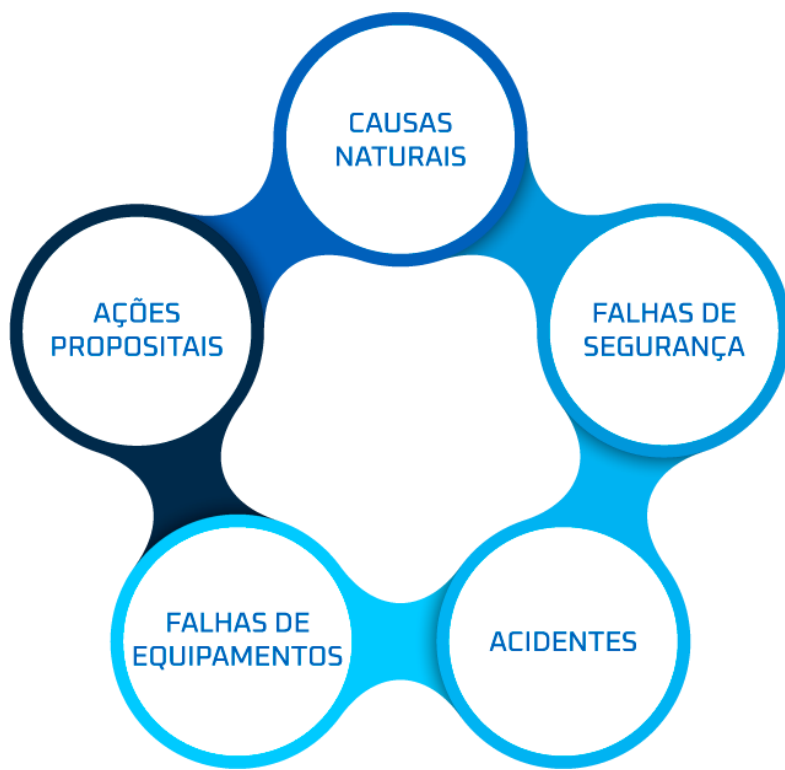 CAUSAS
NATURAIS
FALHAS DE
SEGURANÇA
ACIDENTES
FALHAS DE
EQUIPAMENTOS
AÇÕES
PROPOSITAIS